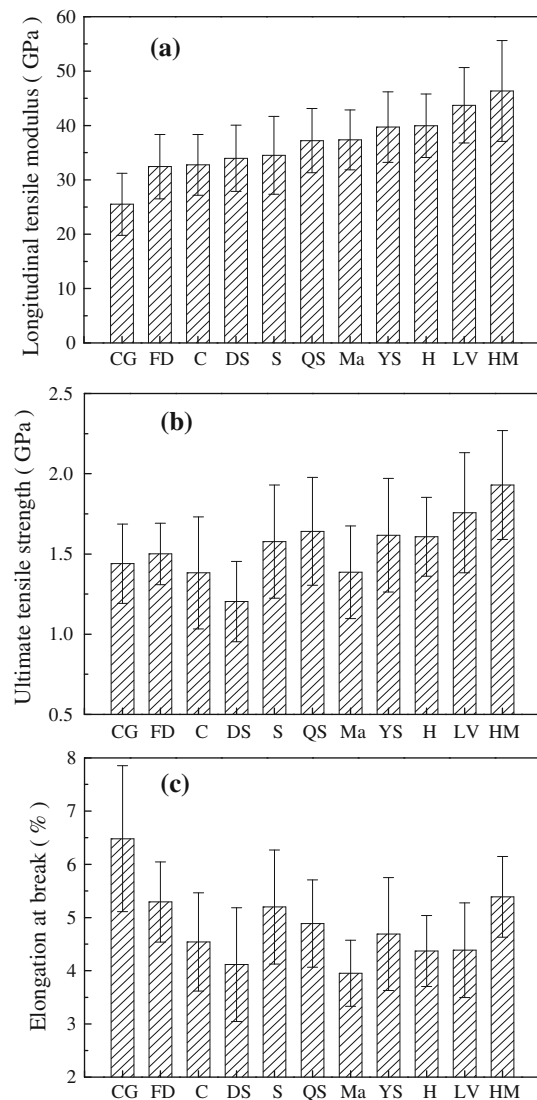 (a)
Longitudinal tensile modulus ( GPa )
60
50
40
30
20
10
0
CG FD C DS S QS Ma YS H LV HM
(b)
Ultimate tensile strength ( GPa )
2.5
2.0
1.5
1.0
0.5
CG FD C DS S QS Ma YS H LV HM
(c)
Elongation at break ( % )
8
7
6
5
4
3
2
CG FD C DS S QS Ma YS H LV HM